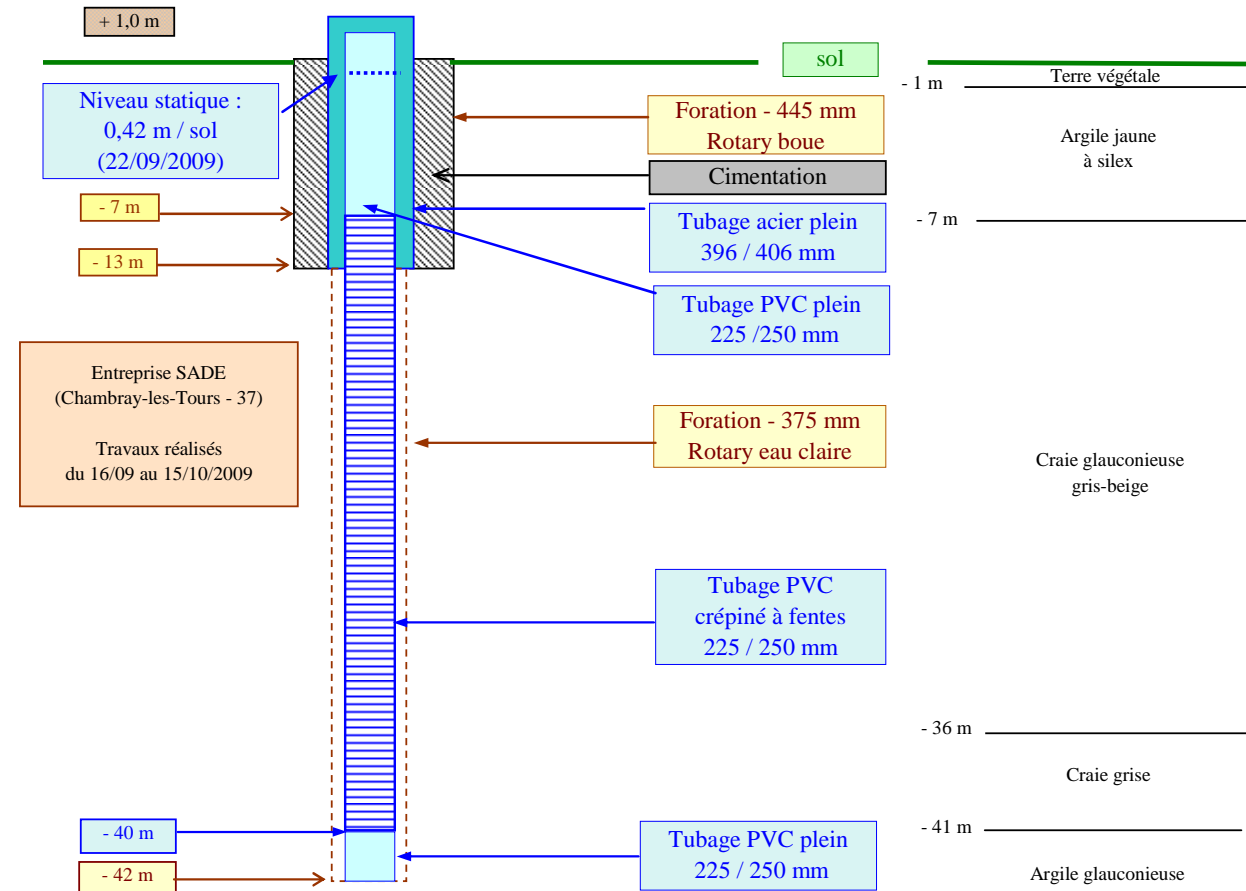 + 1,0 m
sol
Niveau statique :
0,42 m / sol
(22/09/2009)
- 7 m
- 13 m
Entreprise SADE
(Chambray-les-Tours - 37)
Travaux réalisés
du 16/09 au 15/10/2009
- 40 m
- 42 m
Foration - 445 mm
Rotary boue
Cimentation
Tubage acier plein
396 / 406 mm
Tubage PVC plein
225 /250 mm
Foration - 375 mm
Rotary eau claire
Tubage PVC
crépiné à fentes
225 / 250 mm
Tubage PVC plein
225 / 250 mm
Terre végétale
- 1 m
Argile jaune
à silex
- 7 m
Craie glauconieuse
gris-beige
- 36 m
Craie grise
- 41 m
Argile glauconieuse